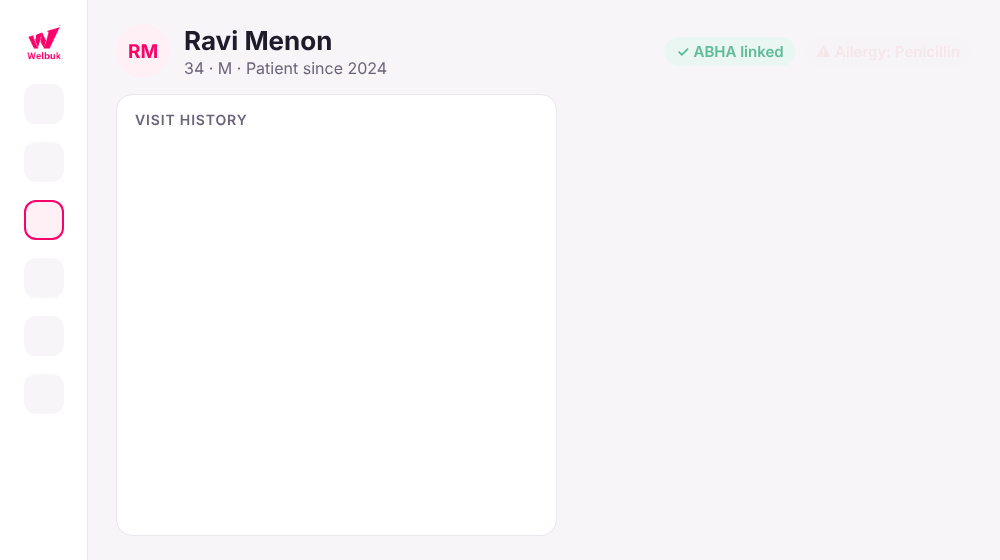 Welbuk
RM
Ravi Menon
34 · M · Patient since 2024
✓ ABHA linked
⚠ Allergy: Penicillin
VISIT HISTORY